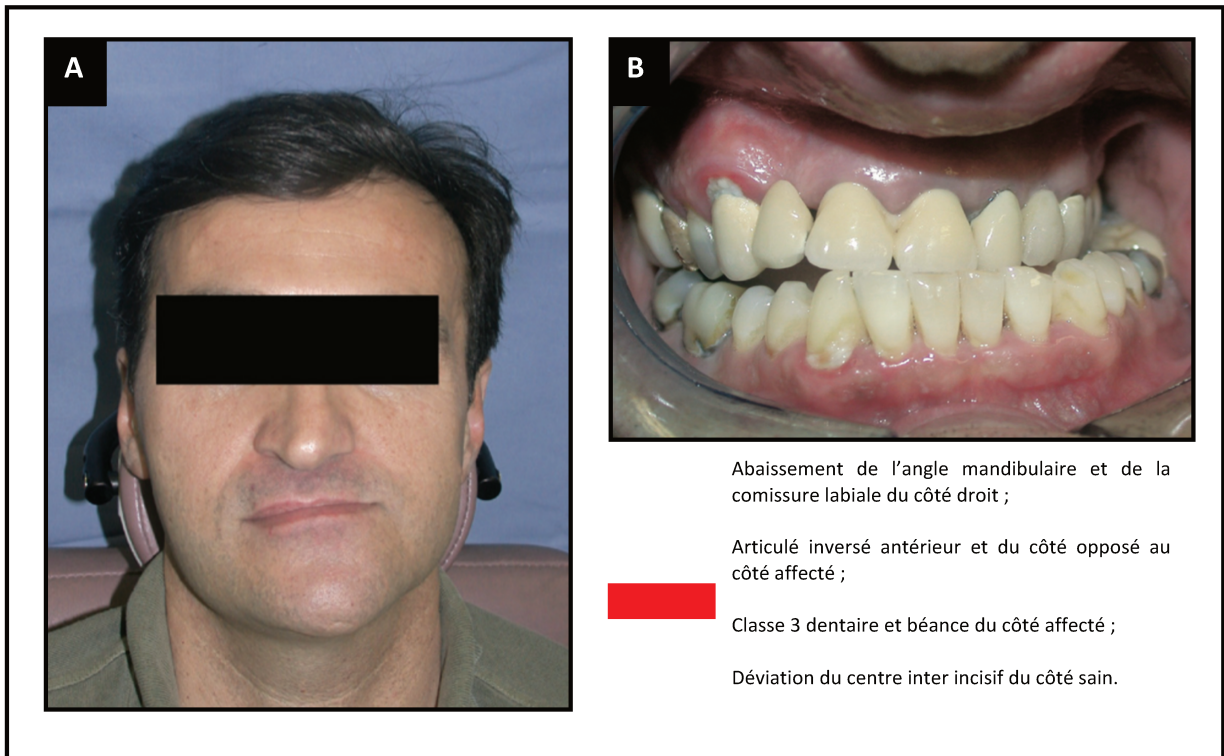 A
B
Abaissement de l'angle mandibulaire et de la
comissure labiale du côté droit ;
Articulé inversé antérieur et du côté opposé au
côté affecté ;
Classe 3 dentaire et béance du côté affecté ;
Déviation du centre inter incisif du côté sain.